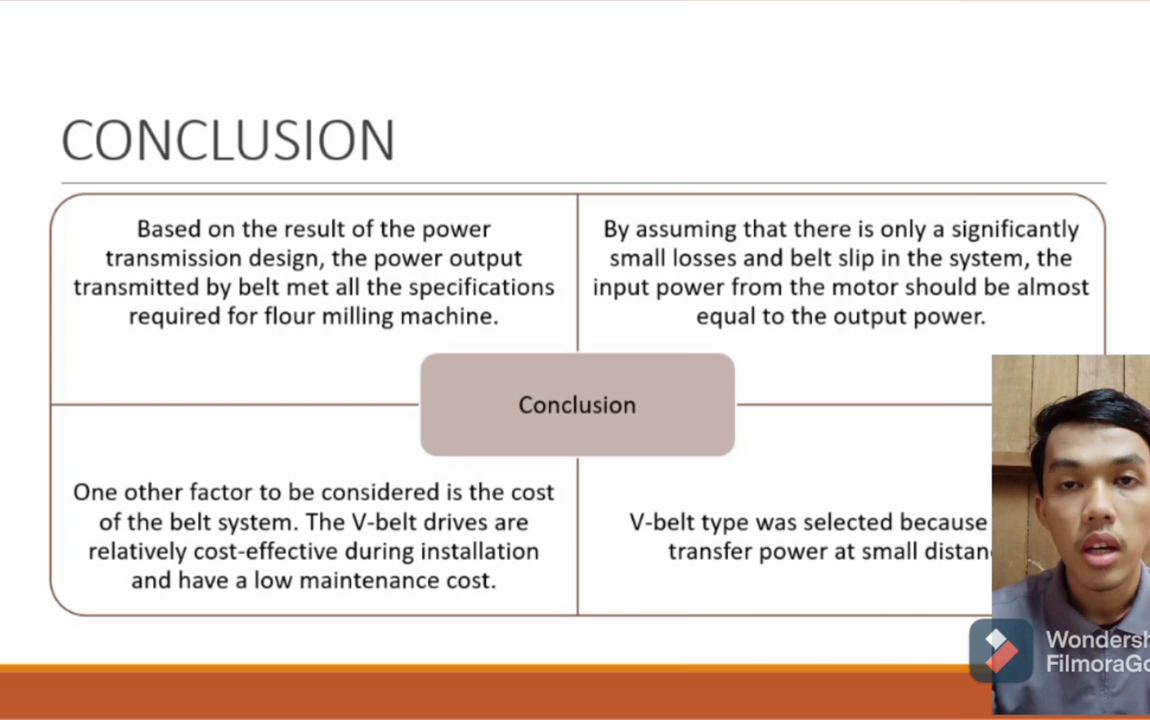 CONCLUSION
Based on the result of the power
transmission design, the power output
transmitted by belt met all the specifications
required for flour milling machine.
By assuming that there is only a significantly
small losses and belt slip in the system, the
input power from the motor should be almost
equal to the output power.
Conclusion
One other factor to be considered is the cost
of the belt system. The V-belt drives are
relatively cost-effective during installation
and have a low maintenance cost.
V-belt type was selected because
transfer power at small